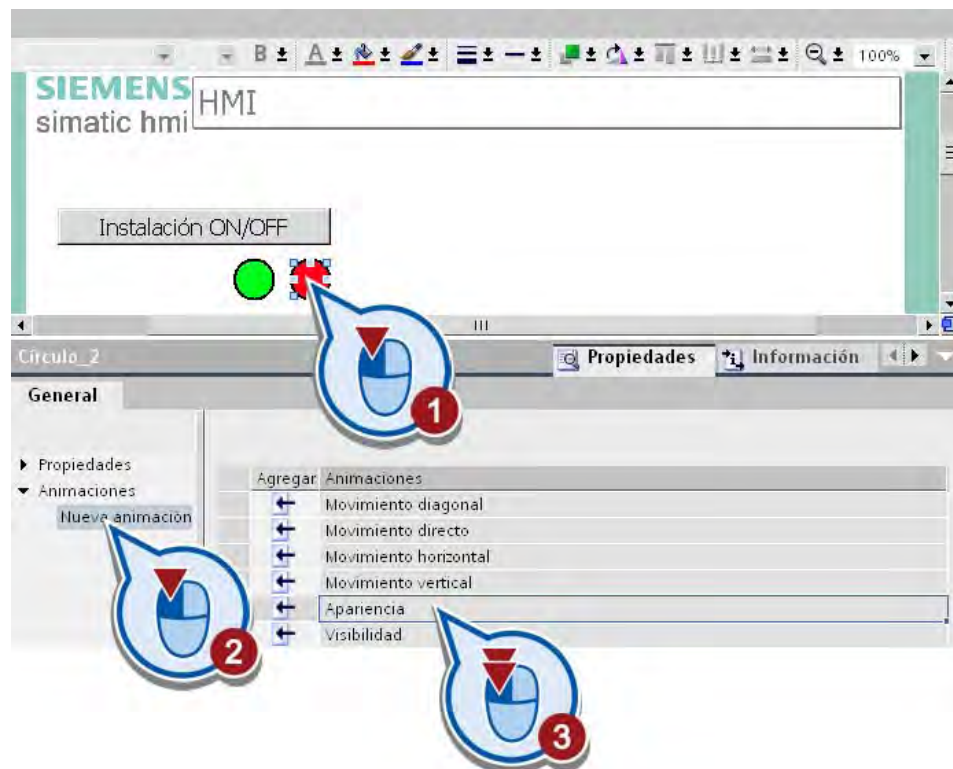 B A 100%
SIEMENS
simatic hmi
HMI
Instalación ON/OFF
Círculo_2
Propiedades
Información
General
1
Propiedades
Animaciones
Nueva animación
Agregar Animaciones
Movimiento diagonal
Movimiento directo
Movimiento horizontal
Movimiento vertical
Apariencia
Visibilidad
2
3